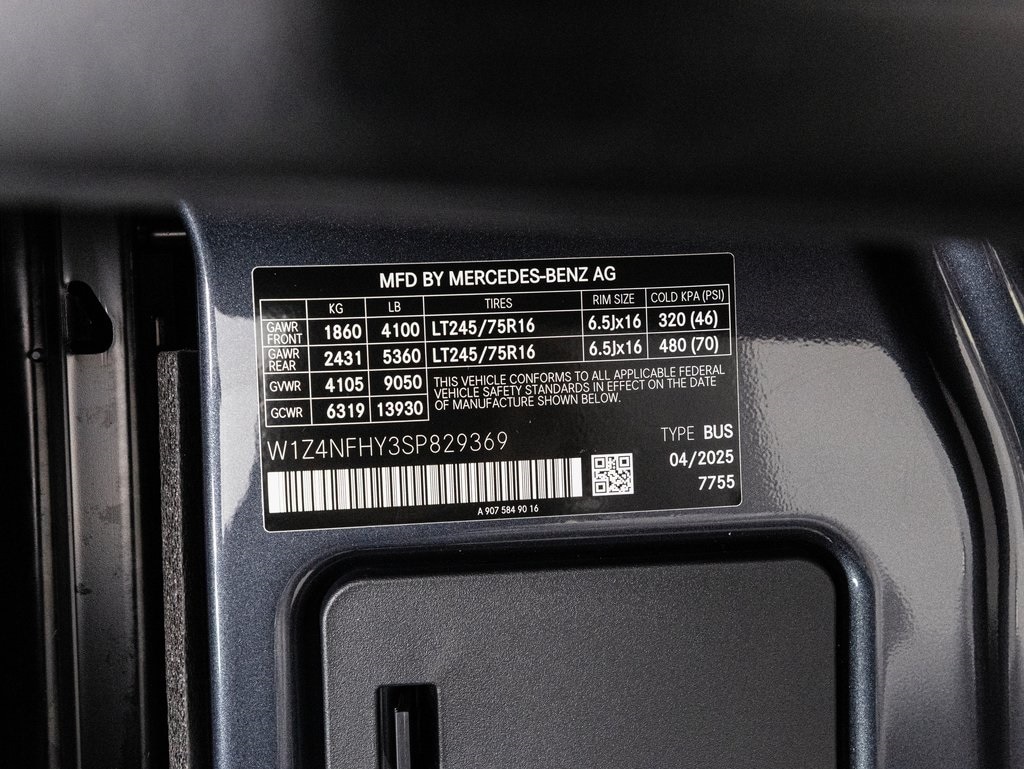 MFD BY MERCEDES-BENZ AG
KG LB TIRES RIM SIZE COLD KPA (PSI)
GAWR FRONT 1860 4100 LT245/75R16 6.5Jx16 320 (46)
GAWR REAR 2431 5360 LT245/75R16 6.5Jx16 480 (70)
GVWR 4105 9050
GCWR 6319 13930
THIS VEHICLE CONFORMS TO ALL APPLICABLE FEDERAL
VEHICLE SAFETY STANDARDS IN EFFECT ON THE DATE
OF MANUFACTURE SHOWN BELOW.
W1Z4NFHY3SP829369
TYPE BUS
04/2025
7755
A 907 584 90 16